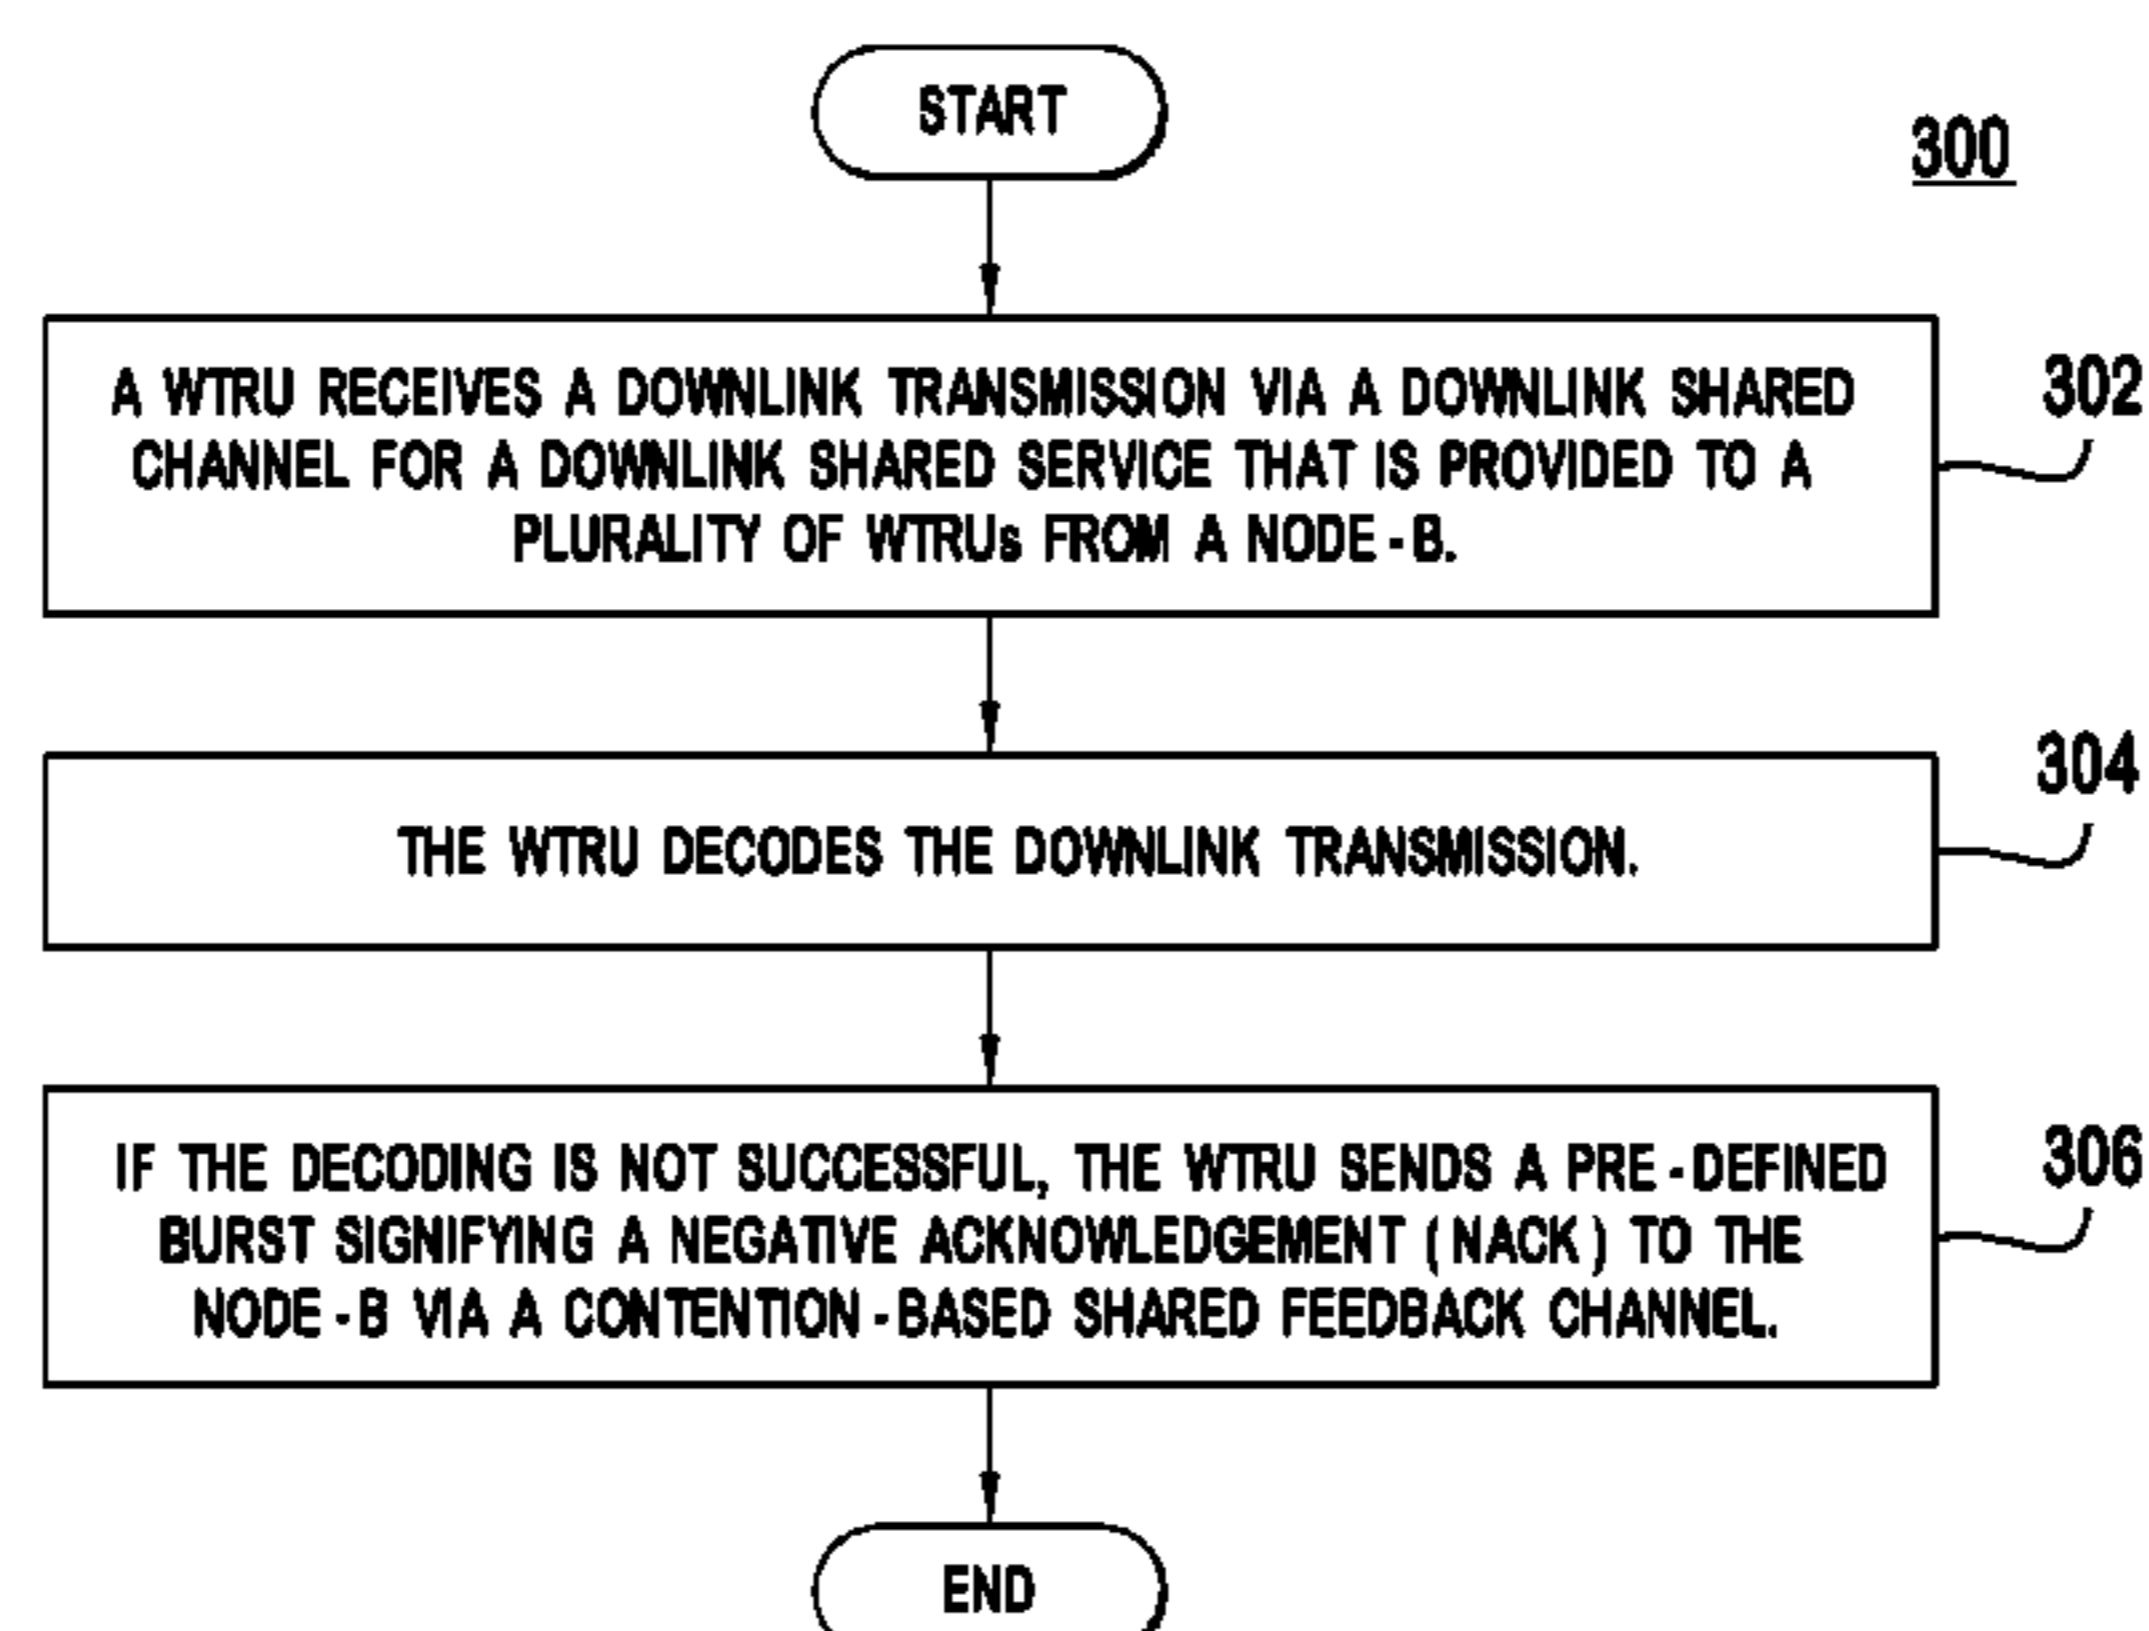 START
300
A WTRU RECEIVES A DOWNLINK TRANSMISSION VIA A DOWNLINK SHARED
CHANNEL FOR A DOWNLINK SHARED SERVICE THAT IS PROVIDED TO A
PLURALITY OF WTRUs FROM A NODE-B.
302
THE WTRU DECODES THE DOWNLINK TRANSMISSION.
304
IF THE DECODING IS NOT SUCCESSFUL, THE WTRU SENDS A PRE-DEFINED
BURST SIGNIFYING A NEGATIVE ACKNOWLEDGEMENT (NACK) TO THE
NODE-B VIA A CONTENTION-BASED SHARED FEEDBACK CHANNEL.
306
END